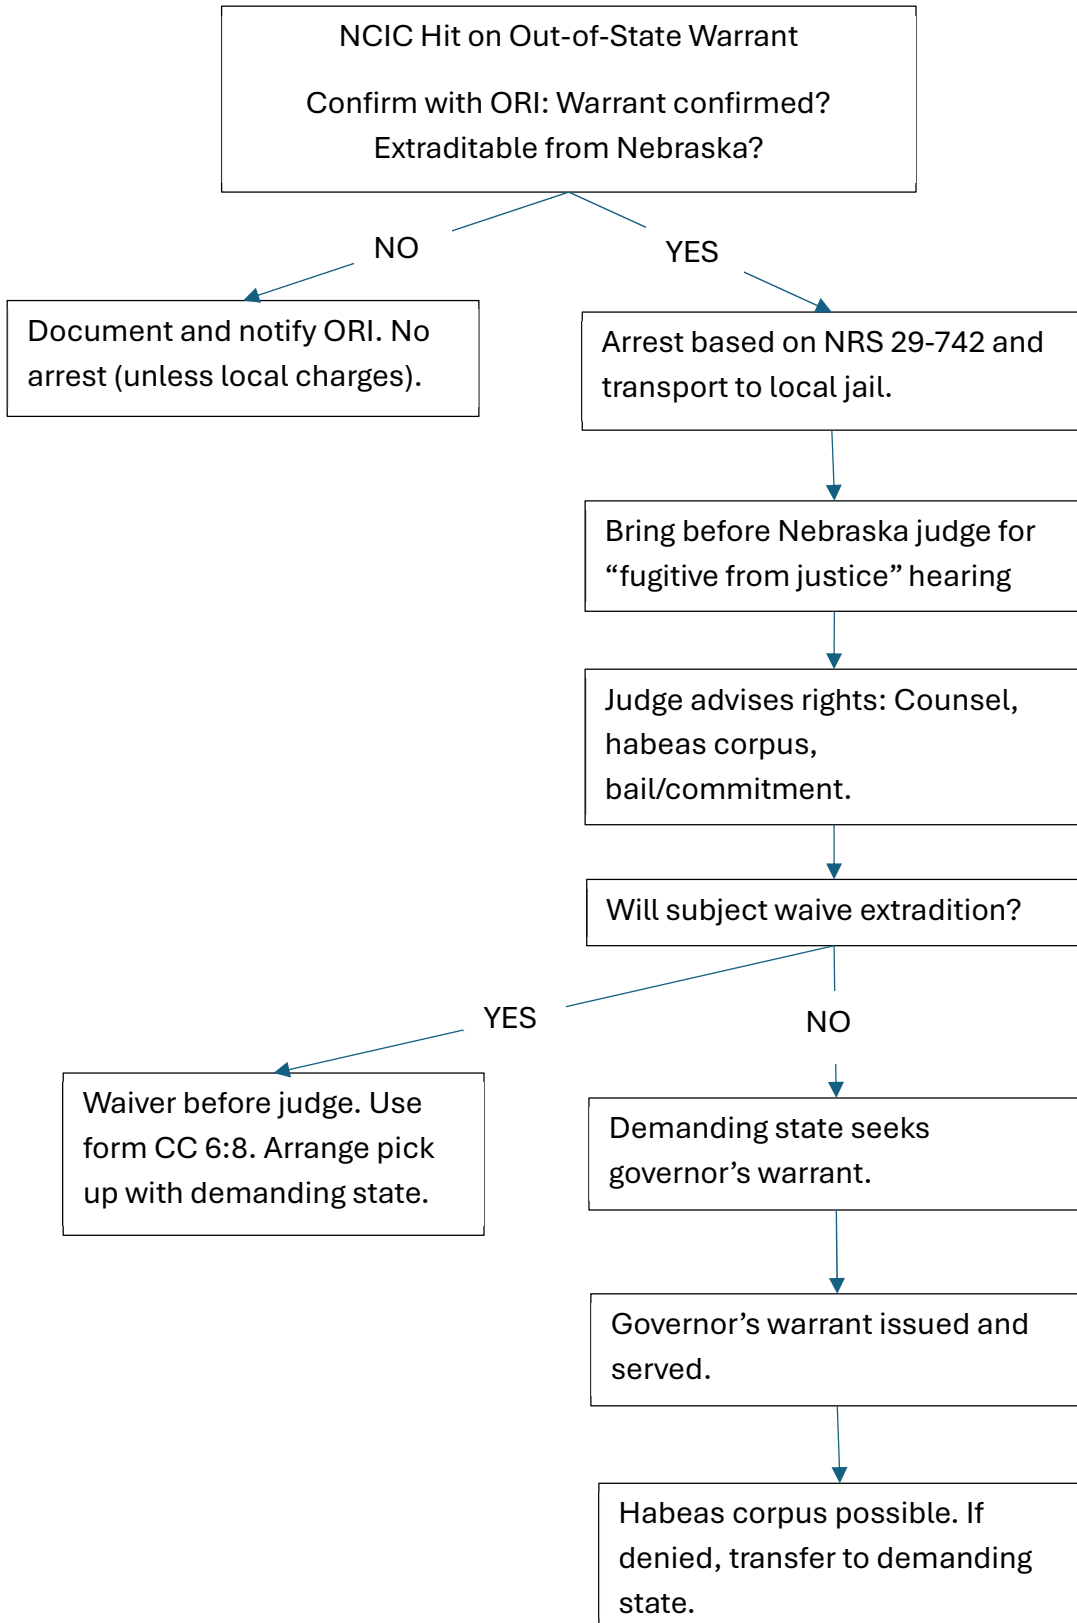 NCIC Hit on Out-of-State Warrant
Confirm with ORI: Warrant confirmed?
Extraditable from Nebraska?
NO
YES
Document and notify ORI. No
arrest (unless local charges).
Arrest based on NRS 29-742 and
transport to local jail.
Bring before Nebraska judge for
“fugitive from justice” hearing
Judge advises rights: Counsel,
habeas corpus,
bail/commitment.
Will subject waive extradition?
YES
NO
Waiver before judge. Use
form CC 6:8. Arrange pick
up with demanding state.
Demanding state seeks
governor’s warrant.
Governor’s warrant issued and
served.
Habeas corpus possible. If
denied, transfer to demanding
state.